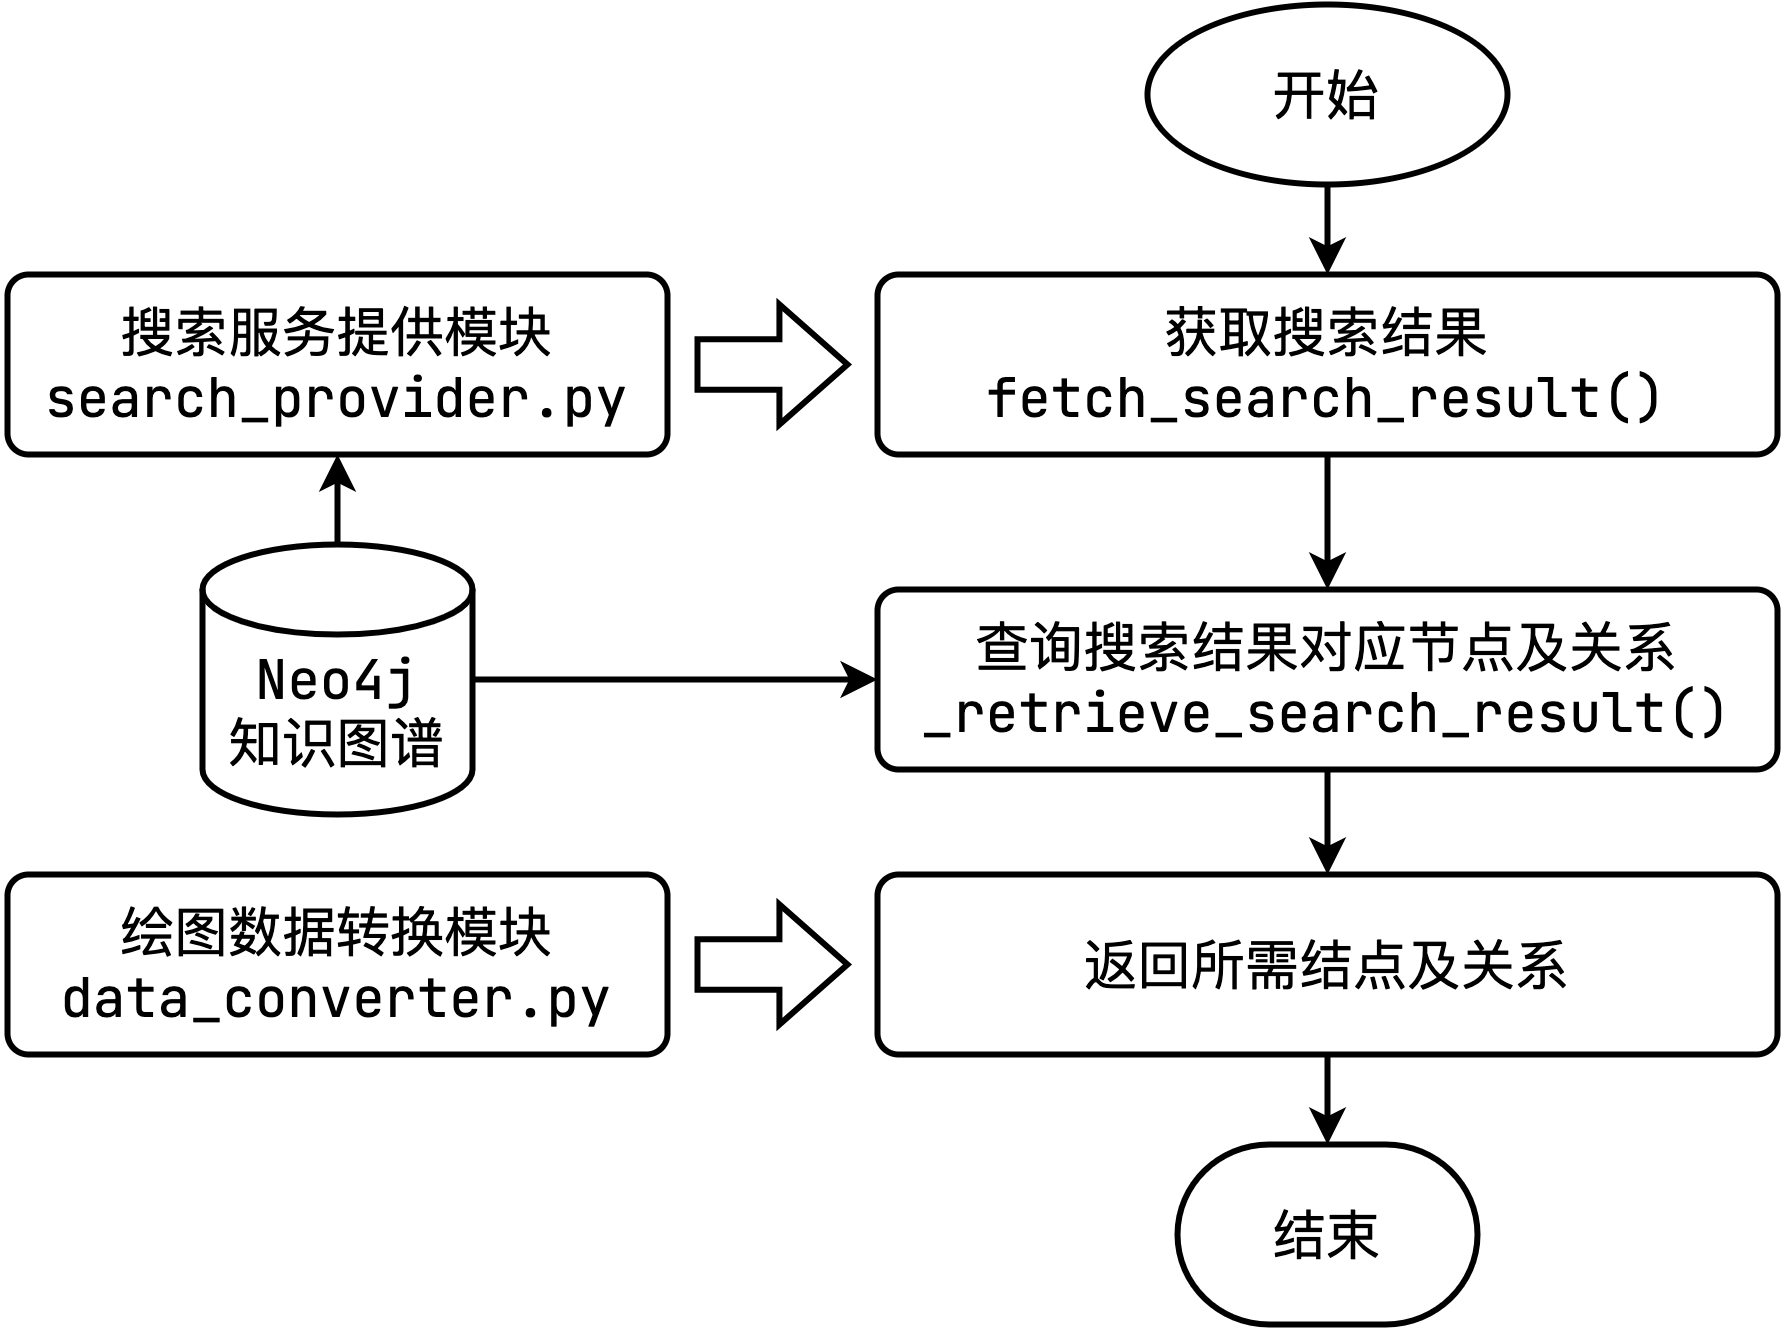 开始
搜索服务提供模块
search_provider.py
获取搜索结果
fetch_search_result()
Neo4j
知识图谱
查询搜索结果对应节点及关系
_retrieve_search_result()
绘图数据转换模块
data_converter.py
返回所需结点及关系
结束